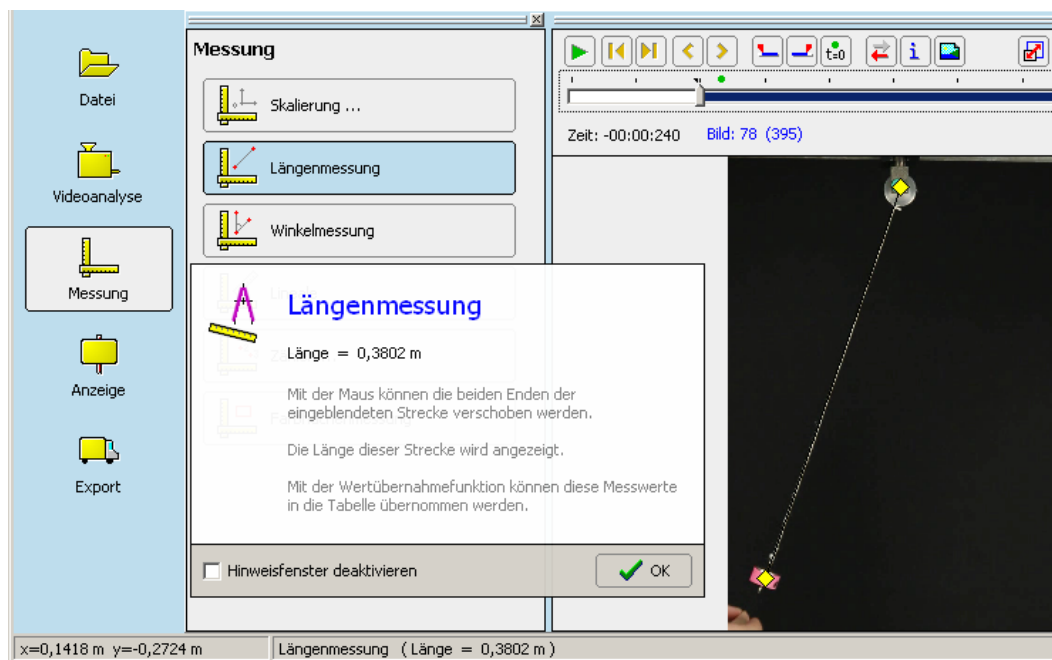 Datei
Videoanalyse
Messung
Anzeige
Export
Messung
Skalierung ...
Längenmessung
Winkelmessung
Längenmessung
Länge = 0,3802 m
Mit der Maus können die beiden Enden der
eingeblendeten Strecke verschoben werden.
Die Länge dieser Strecke wird angezeigt.
Mit der Wertübernahmefunktion können diese Messwerte
in die Tabelle übernommen werden.
Hinweisfenster deaktivieren
OK
t=0
i
Zeit: -00:00:240 Bild: 78 (395)
x=0,1418 m y=-0,2724 m
Längenmessung ( Länge = 0,3802 m )